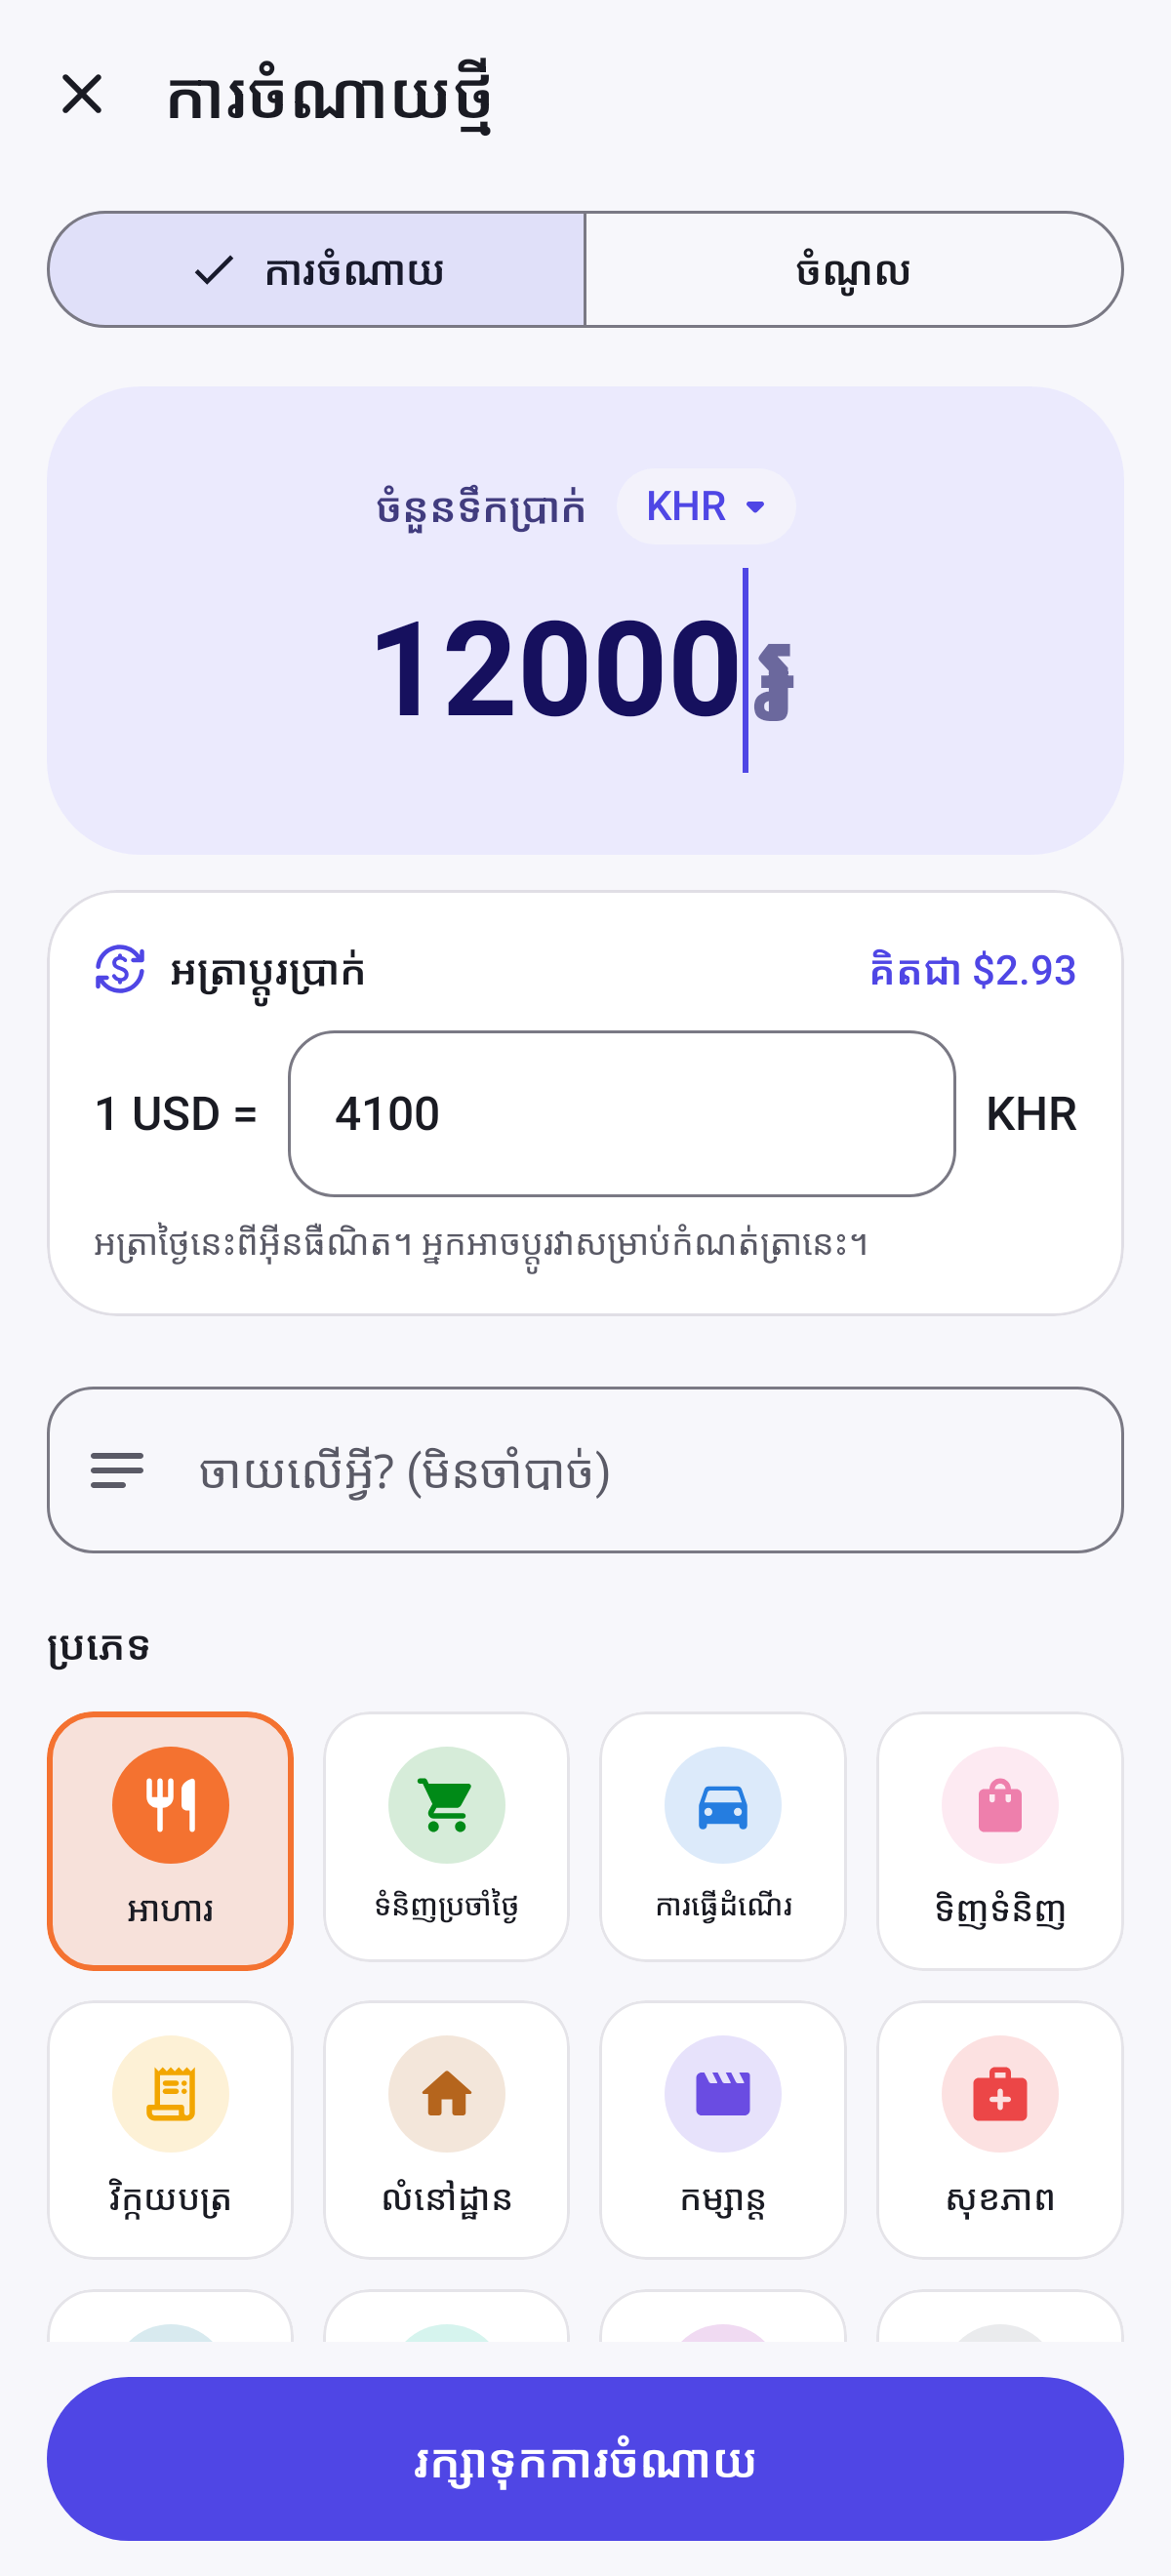 ការចំណាយថ្មី
ការចំណាយ
ចំណូល
ចំនួនទឹកប្រាក់ KHR
12000៛
អត្រាប្តូរប្រាក់
គិតជា $2.93
1 USD = 4100 KHR
អត្រាថ្ងៃនេះពីអ៊ីនធឺណិត។ អ្នកអាចប្តូរវាសម្រាប់កំណត់ត្រានេះ។
ចាយលើអ្វី? (មិនចាំបាច់)
ប្រភេទ
អាហារ
ទំនិញប្រចាំថ្ងៃ
ការធ្វើដំណើរ
ទិញទំនិញ
វិក្កយបត្រ
លំនៅដ្ឋាន
កម្សាន្ត
សុខភាព
រក្សាទុកការចំណាយ